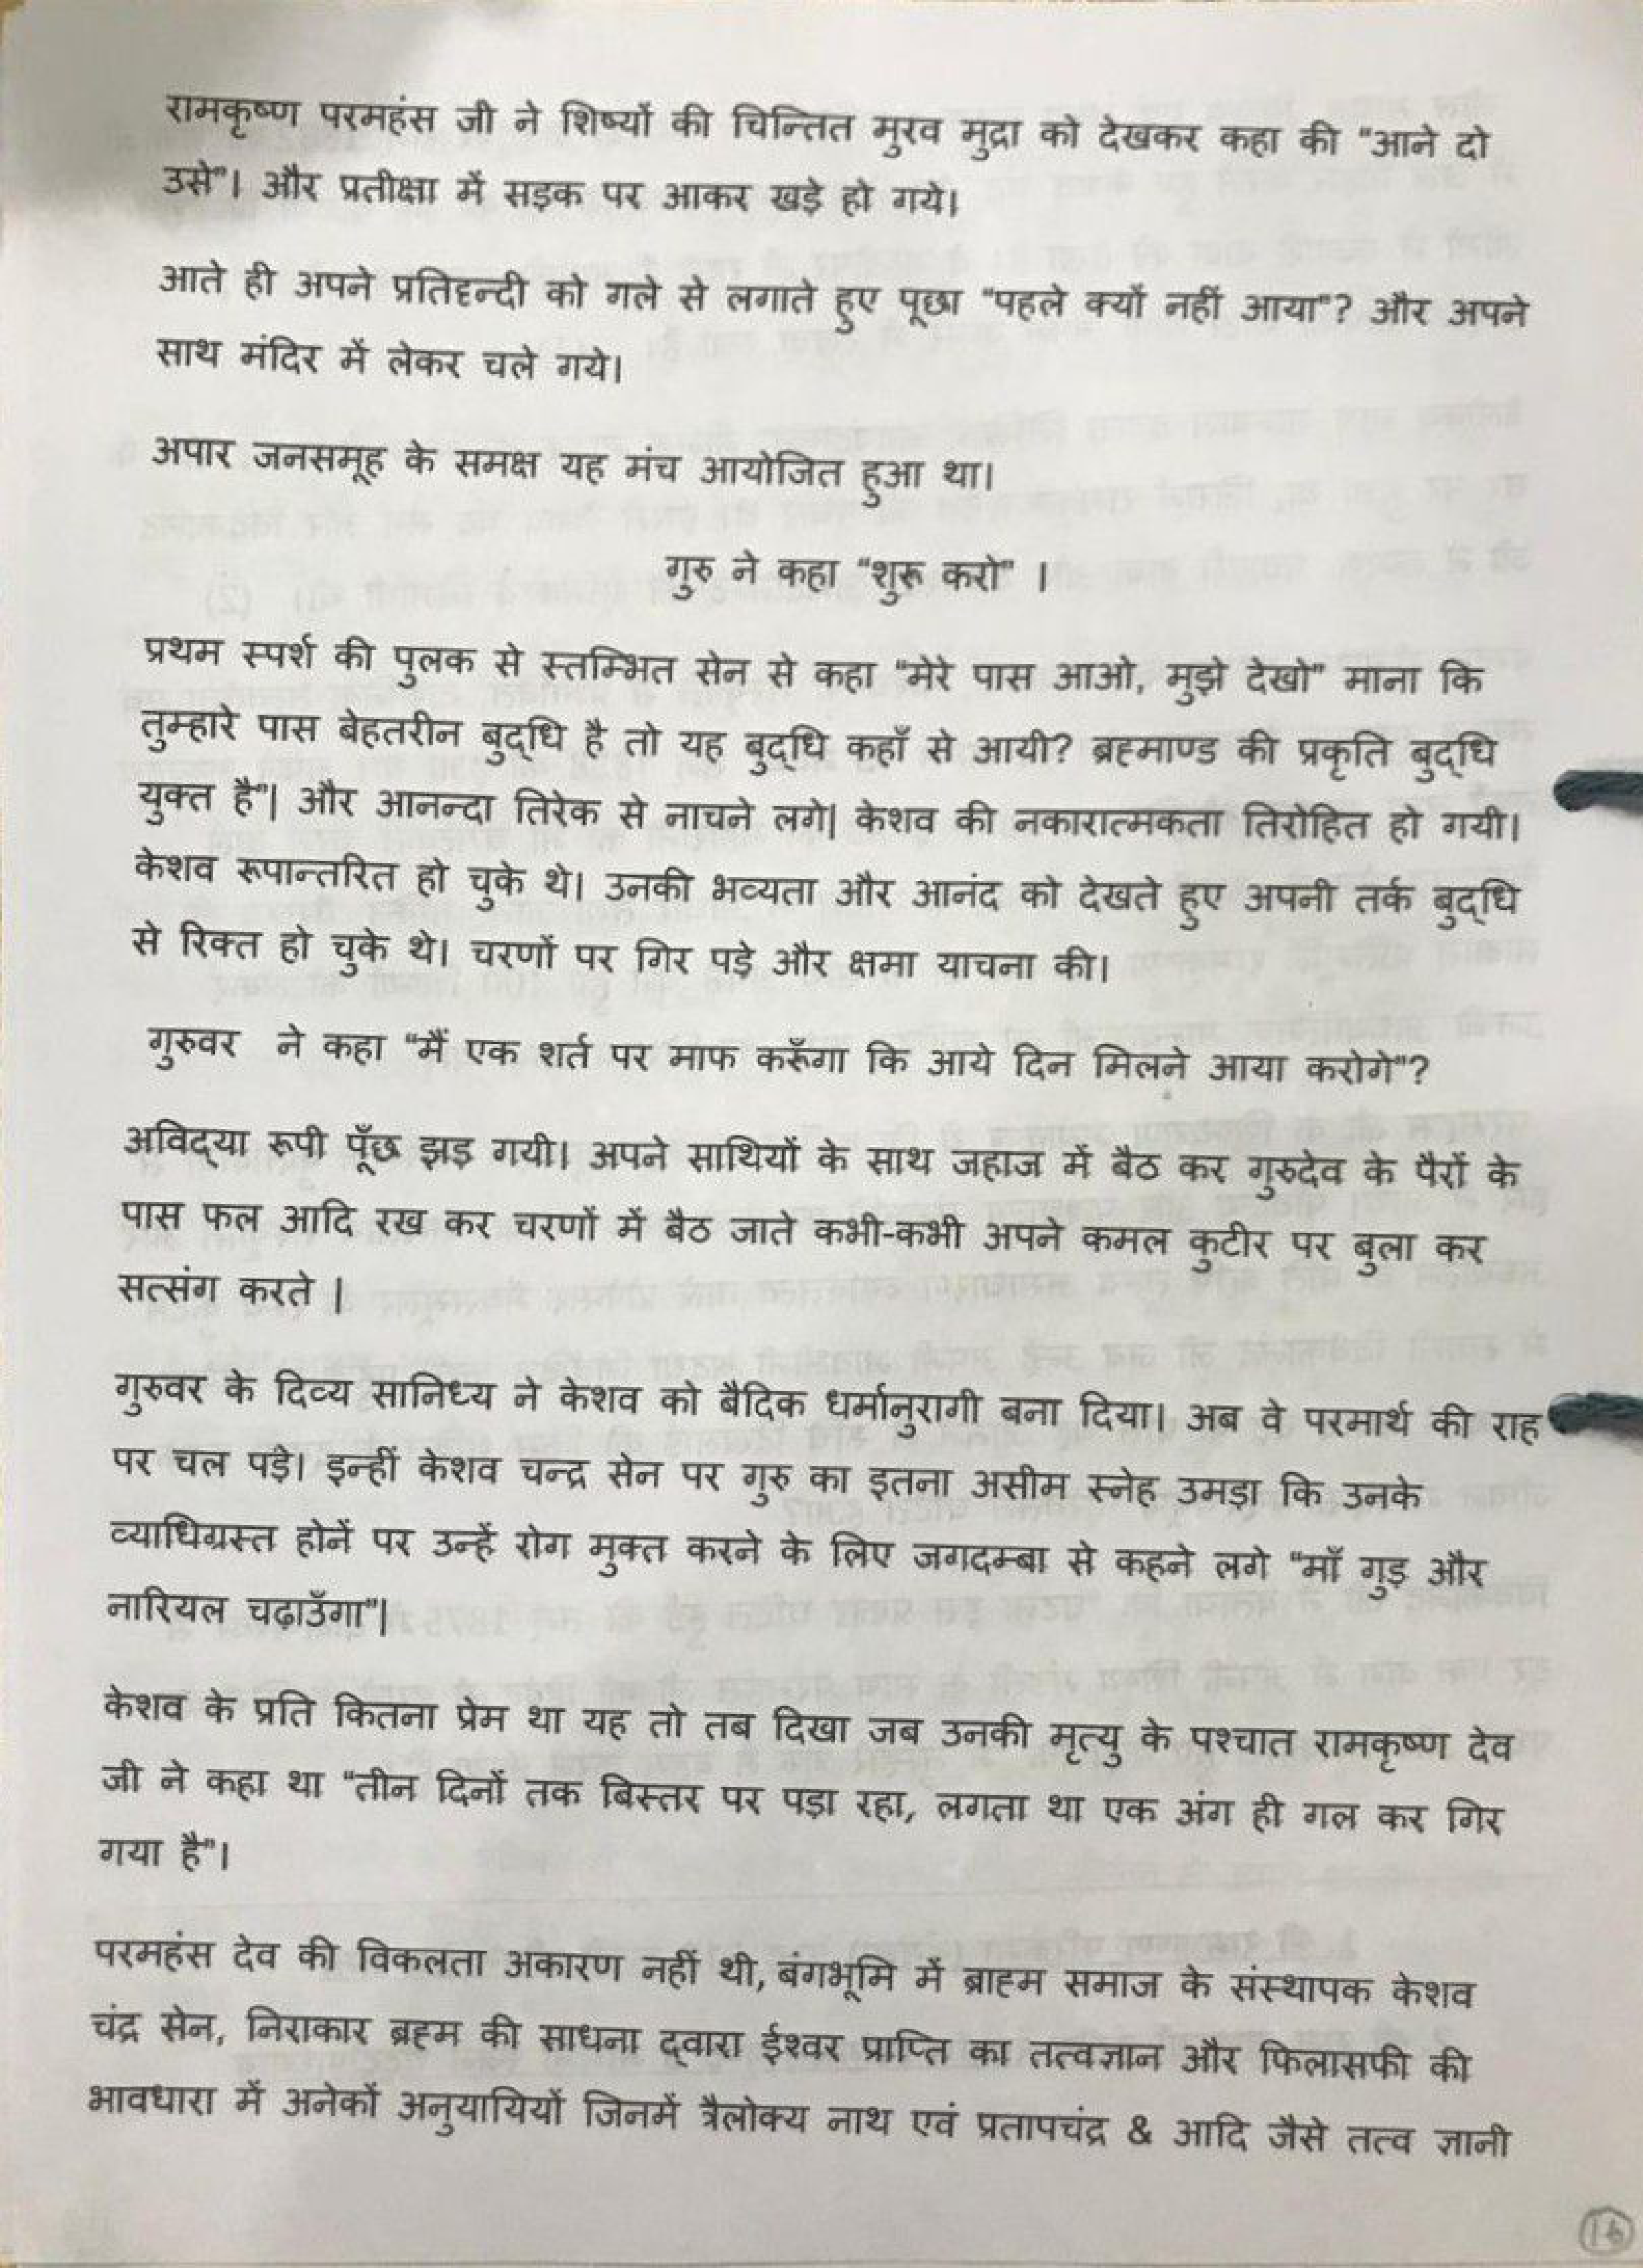 रामकृष्ण परमहंस जी ने शिष्यों की चिन्तित मुरव मुद्रा को देखकर कहा की "आने दो
उसे"। और प्रतीक्षा में सड़क पर आकर खड़े हो गये।
आते ही अपने प्रतिद्दन्दी को गले से लगाते हुए पूछा "पहले क्यों नहीं आया"? और अपने
साथ मंदिर में लेकर चले गये।
अपार जनसमूह के समक्ष यह मंच आयोजित हुआ था।
गुरु ने कहा "शुरू करो" ।
प्रथम स्पर्श की पुलक से स्तम्भित सेन से कहा "मेरे पास आओ, मुझे देखो" माना कि
तुम्हारे पास बेहतरीन बुद्धि है तो यह बुद्धि कहाँ से आयी? ब्रह्माण्ड की प्रकृति बुद्धि
युक्त है"| और आनन्दा तिरेक से नाचने लगे| केशव की नकारात्मकता तिरोहित हो गयी।
केशव रूपान्तरित हो चुके थे। उनकी भव्यता और आनंद को देखते हुए अपनी तर्क बुद्धि
से रिक्त हो चुके थे। चरणों पर गिर पड़े और क्षमा याचना की।
गुरुवर ने कहा "मैं एक शर्त पर माफ करूँगा कि आये दिन मिलने आया करोगे"?
अविद्या रूपी पूँछ झड़ गयी। अपने साथियों के साथ जहाज में बैठ कर गुरुदेव के पैरों के
पास फल आदि रख कर चरणों में बैठ जाते कभी-कभी अपने कमल कुटीर पर बुला कर
सत्संग करते ।
गुरुवर के दिव्य सानिध्य ने केशव को बैदिक धर्मानुरागी बना दिया। अब वे परमार्थ की राह
पर चल पड़े। इन्हीं केशव चन्द्र सेन पर गुरु का इतना असीम स्नेह उमड़ा कि उनके
व्याधिग्रस्त होनें पर उन्हें रोग मुक्त करने के लिए जगदम्बा से कहने लगे "माँ गुड़ और
नारियल चढ़ाउँगा"|
केशव के प्रति कितना प्रेम था यह तो तब दिखा जब उनकी मृत्यु के पश्चात रामकृष्ण देव
जी ने कहा था "तीन दिनों तक बिस्तर पर पड़ा रहा, लगता था एक अंग ही गल कर गिर
गया है"।
परमहंस देव की विकलता अकारण नहीं थी, बंगभूमि में ब्राह्म समाज के संस्थापक केशव
चंद्र सेन, निराकार ब्रह्म की साधना द्वारा ईश्वर प्राप्ति का तत्वज्ञान और फिलासफी की
भावधारा में अनेकों अनुयायियों जिनमें त्रैलोक्य नाथ एवं प्रतापचंद्र & आदि जैसे तत्व ज्ञानी